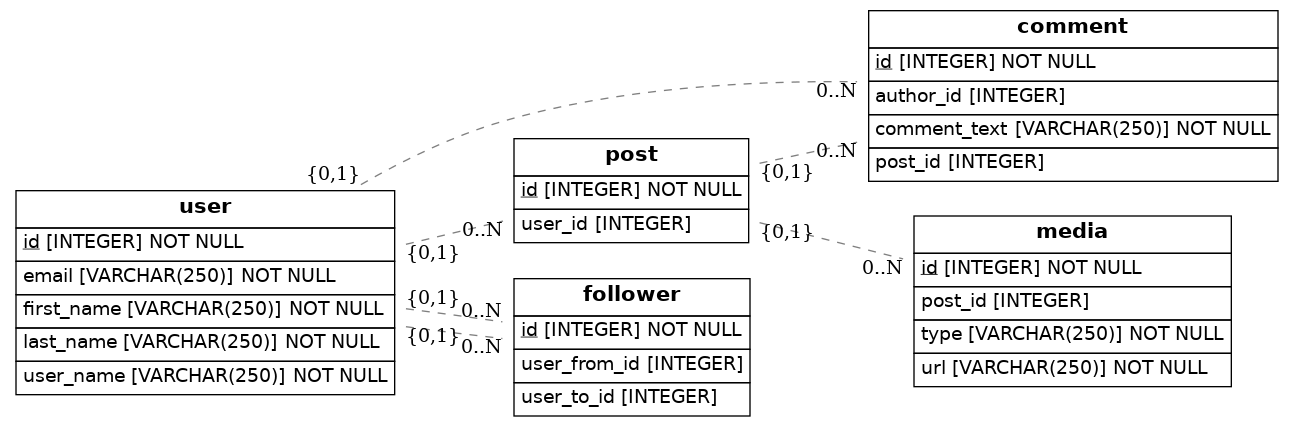 user
id [INTEGER] NOT NULL
email [VARCHAR(250)] NOT NULL
first_name [VARCHAR(250)] NOT NULL
last_name [VARCHAR(250)] NOT NULL
user_name [VARCHAR(250)] NOT NULL
{0,1}
0..N
{0,1}
0..N
{0,1}
0..N
{0,1}
0..N
post
id [INTEGER] NOT NULL
user_id [INTEGER]
follower
id [INTEGER] NOT NULL
user_from_id [INTEGER]
user_to_id [INTEGER]
{0,1}
0..N
{0,1}
0..N
comment
id [INTEGER] NOT NULL
author_id [INTEGER]
comment_text [VARCHAR(250)] NOT NULL
post_id [INTEGER]
media
id [INTEGER] NOT NULL
post_id [INTEGER]
type [VARCHAR(250)] NOT NULL
url [VARCHAR(250)] NOT NULL